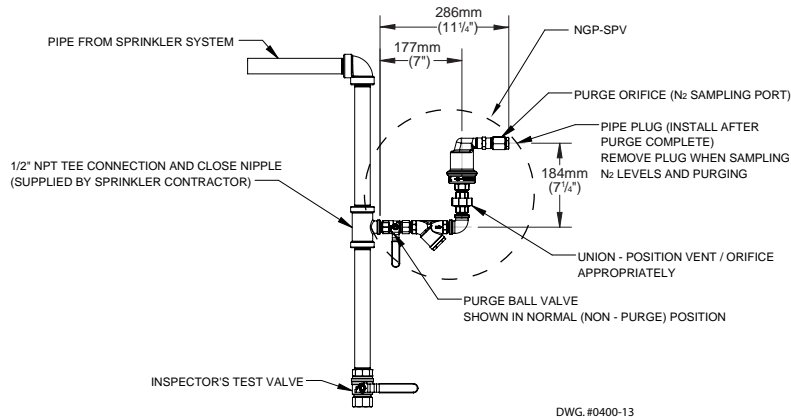 286mm
(11¼")
NGP-SPV
PIPE FROM SPRINKLER SYSTEM
177mm
(7")
PURGE ORIFICE (N2 SAMPLING PORT)
PIPE PLUG (INSTALL AFTER
PURGE COMPLETE)
REMOVE PLUG WHEN SAMPLING
N2 LEVELS AND PURGING
1/2" NPT TEE CONNECTION AND CLOSE NIPPLE
(SUPPLIED BY SPRINKLER CONTRACTOR)
184mm
(7¼")
UNION - POSITION VENT / ORIFICE
APPROPRIATELY
PURGE BALL VALVE
SHOWN IN NORMAL (NON - PURGE) POSITION
INSPECTOR'S TEST VALVE
DWG. #0400-13